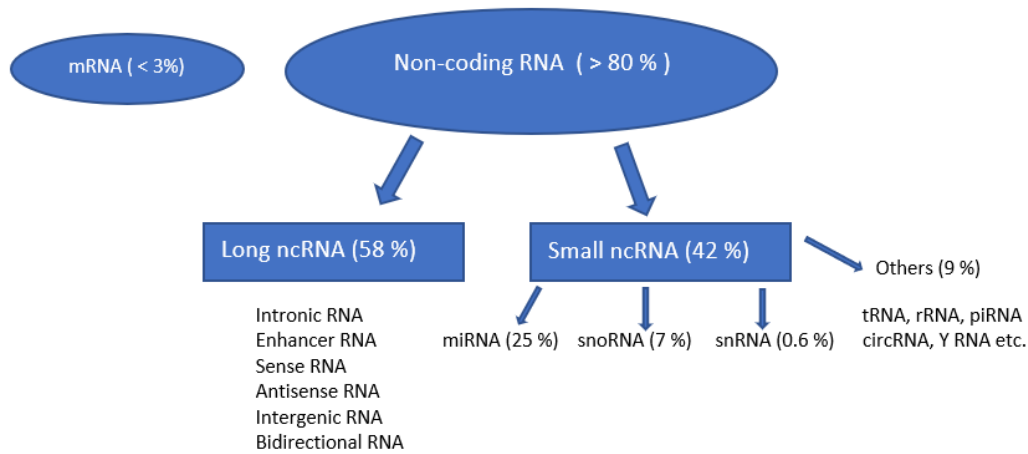 mRNA ( < 3%)
Non-coding RNA ( > 80 % )
Long ncRNA (58 %)
Small ncRNA (42 %)
Others (9 %)
Intronic RNA
Enhancer RNA
Sense RNA
Antisense RNA
Intergenic RNA
Bidirectional RNA
miRNA (25 %)
snoRNA (7 %)
snRNA (0.6 %)
tRNA, rRNA, piRNA
circRNA, Y RNA etc.